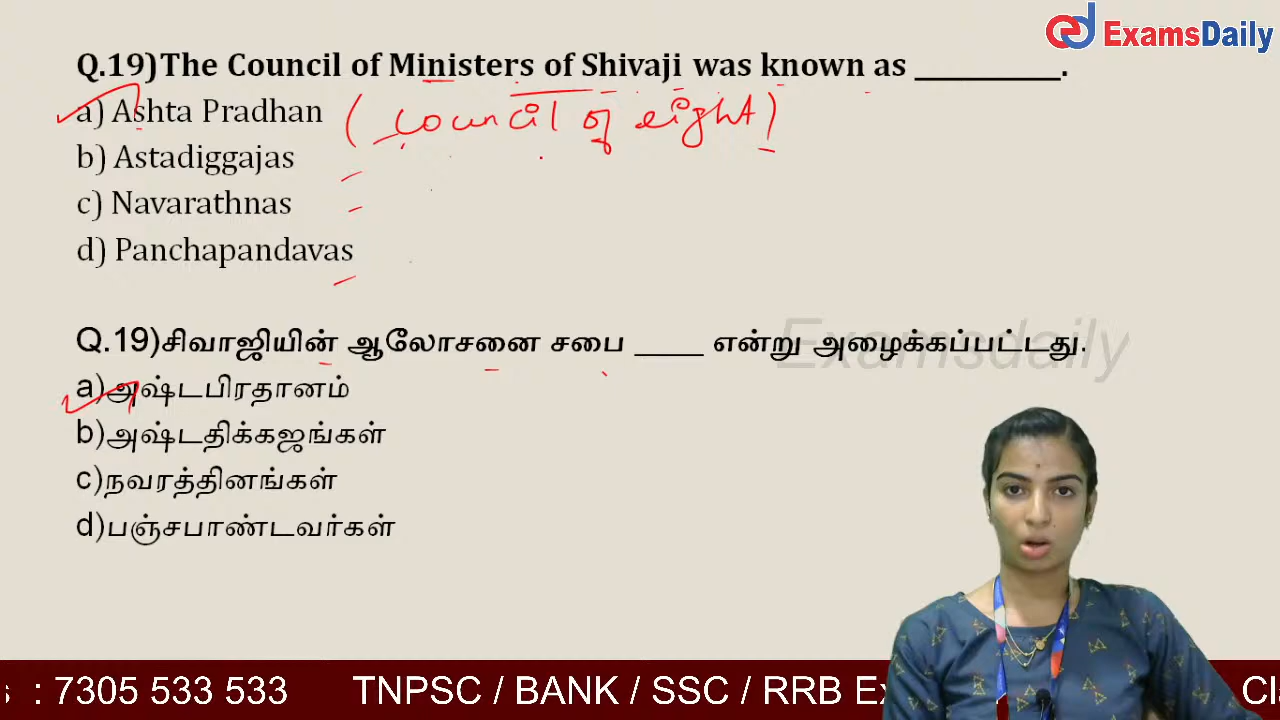 ExamsDaily
Q.19)The Council of Ministers of Shivaji was known as ___________.
a) Ashta Pradhan (council of eight)
b) Astadiggajas
c) Navarathnas
d) Panchapandavas
Q.19)சிவாஜியின் ஆலோசனை சபை _____ என்று அழைக்கப்பட்டது.
Examsdaily
a)அஷ்டபிரதானம்
b)அஷ்டதிக்கஜங்கள்
c)நவரத்தினங்கள்
d)பஞ்சபாண்டவர்கள்
: 7305 533 533 TNPSC / BANK / SSC / RRB